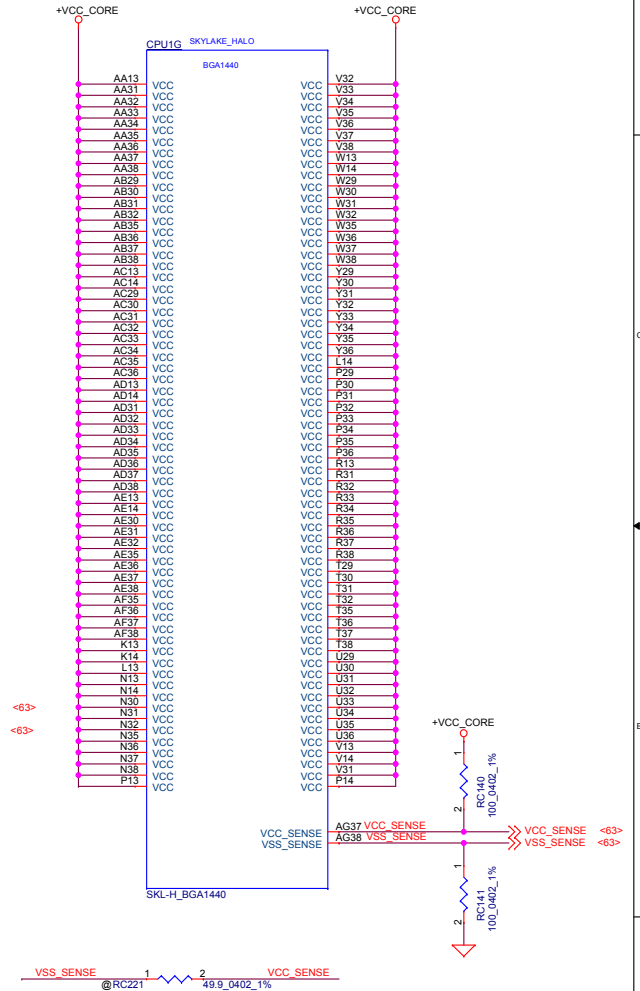 +VCC_CORE +VCC_CORE
CPU1G SKYLAKE_HALO
BGA1440
AA13 VCC VCC V32
AA31 VCC VCC V33
AA32 VCC VCC V34
AA33 VCC VCC V35
AA34 VCC VCC V36
AA35 VCC VCC V37
AA36 VCC VCC V38
AA37 VCC VCC W13
AA38 VCC VCC W14
AB29 VCC VCC W29
AB30 VCC VCC W30
AB31 VCC VCC W31
AB32 VCC VCC W32
AB35 VCC VCC W35
AB36 VCC VCC W36
AB37 VCC VCC W37
AB38 VCC VCC W38
AC13 VCC VCC Y29
AC14 VCC VCC Y30
AC29 VCC VCC Y31
AC30 VCC VCC Y32
AC31 VCC VCC Y33
AC32 VCC VCC Y34
AC33 VCC VCC Y35
AC34 VCC VCC Y36
AC35 VCC VCC L14
AC36 VCC VCC P29
AD13 VCC VCC P30
AD14 VCC VCC P31
AD31 VCC VCC P32
AD32 VCC VCC P33
AD33 VCC VCC P34
AD34 VCC VCC P35
AD35 VCC VCC P36
AD36 VCC VCC R13
AD37 VCC VCC R31
AD38 VCC VCC R32
AE13 VCC VCC R33
AE14 VCC VCC R34
AE30 VCC VCC R35
AE31 VCC VCC R36
AE32 VCC VCC R37
AE35 VCC VCC R38
AE36 VCC VCC T29
AE37 VCC VCC T30
AE38 VCC VCC T31
AF35 VCC VCC T32
AF36 VCC VCC T35
AF37 VCC VCC T36
AF38 VCC VCC T37
K13 VCC VCC T38
K14 VCC VCC U29
L13 VCC VCC U30
N13 VCC VCC U31
N14 VCC VCC U32
<63> N30 VCC VCC U33
N31 VCC VCC U34
<63> N32 VCC VCC U35
N35 VCC VCC U36
N36 VCC VCC V13
N37 VCC VCC V14
N38 VCC VCC V31
P13 VCC VCC P14
+VCC_CORE
1
RC140
100_0402_1%
2
VCC_SENSE AG37 VCC_SENSE VCC_SENSE <63>
VSS_SENSE AG38 VSS_SENSE VSS_SENSE <63>
1
RC141
100_0402_1%
2
SKL-H_BGA1440
VSS_SENSE 1 2 VCC_SENSE
@RC221 49.9_0402_1%